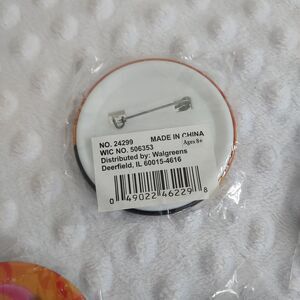 NO. 24299 MADE IN CHINA
WIC NO. 506353 Ages 8+
Distributed by: Walgreens
Deerfield, IL 60015-4616
0 49022 46229 8